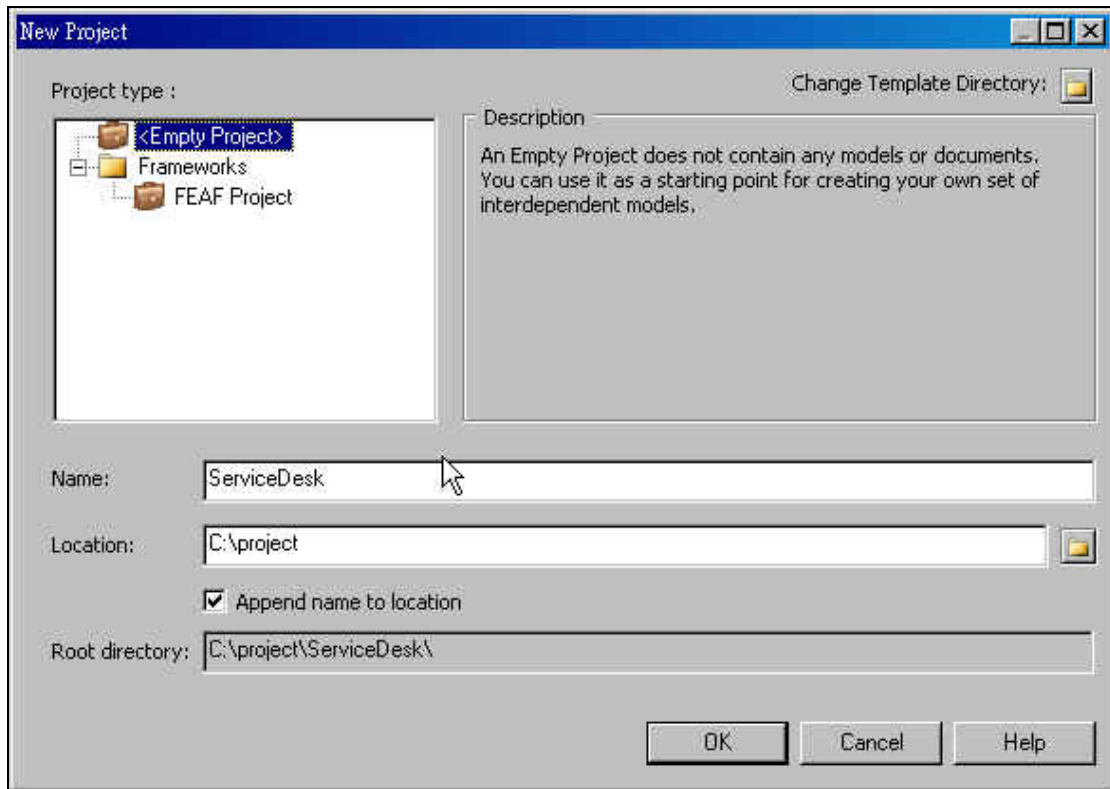 New Project
Project type :
Change Template Directory:
<Empty Project>
Frameworks
FEAF Project
Description
An Empty Project does not contain any models or documents.
You can use it as a starting point for creating your own set of
interdependent models.
Name:
ServiceDesk
Location:
C:\project
Append name to location
Root directory:
C:\project\ServiceDesk\
OK
Cancel
Help